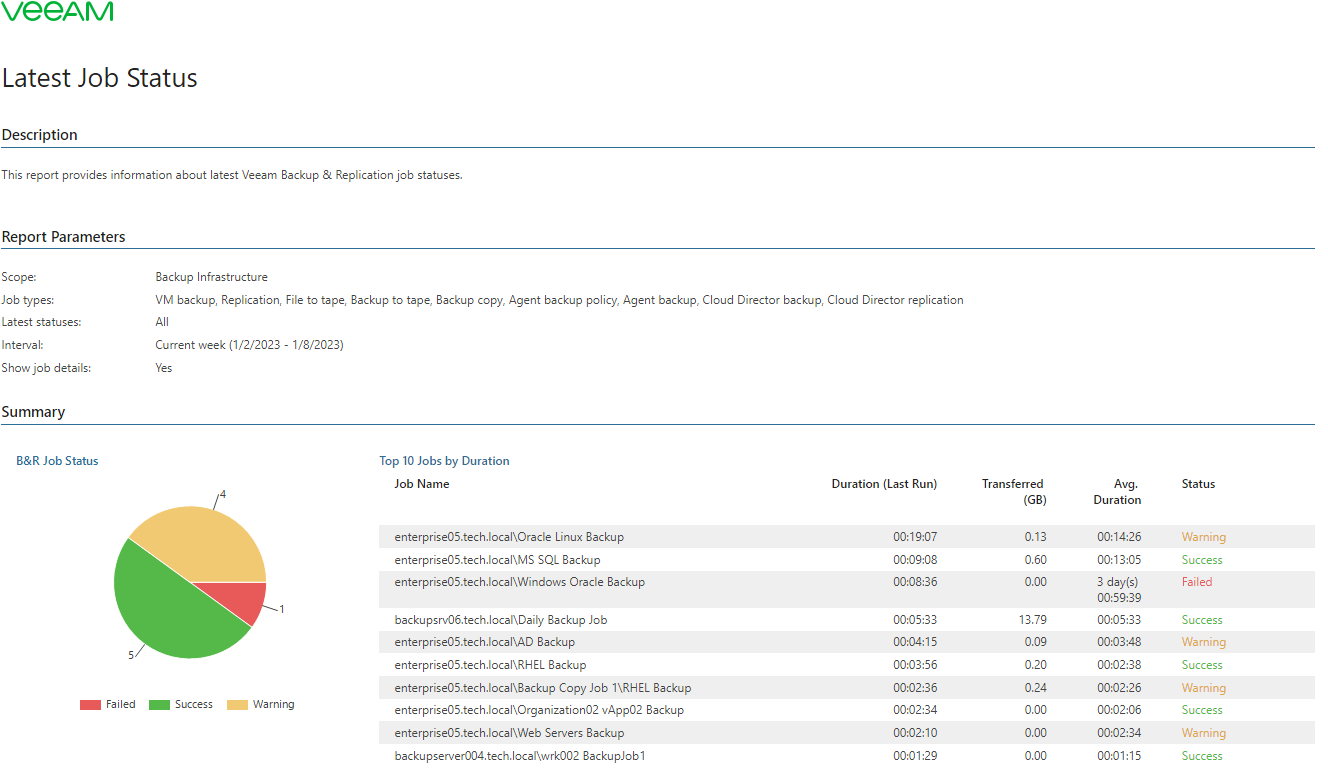 veeam
Latest Job Status
Description
This report provides information about latest Veeam Backup & Replication job statuses.
Report Parameters
Scope: Backup Infrastructure
Job types: VM backup, Replication, File to tape, Backup to tape, Backup copy, Agent backup policy, Agent backup, Cloud Director backup, Cloud Director replication
Latest statuses: All
Interval: Current week (1/2/2023 - 1/8/2023)
Show job details: Yes
Summary
B&R Job Status
4
1
5
Failed Success Warning
Top 10 Jobs by Duration
Job Name Duration (Last Run) Transferred Avg. Status
(GB) Duration
enterprise05.tech.local\Oracle Linux Backup 00:19:07 0.13 00:14:26 Warning
enterprise05.tech.local\MS SQL Backup 00:09:08 0.60 00:13:05 Success
enterprise05.tech.local\Windows Oracle Backup 00:08:36 0.00 3 day(s) Failed
00:59:39
backupsrv06.tech.local\Daily Backup Job 00:05:33 13.79 00:05:33 Success
enterprise05.tech.local\AD Backup 00:04:15 0.09 00:03:48 Warning
enterprise05.tech.local\RHEL Backup 00:03:56 0.20 00:02:38 Success
enterprise05.tech.local\Backup Copy Job 1\RHEL Backup 00:02:36 0.24 00:02:26 Warning
enterprise05.tech.local\Organization02 vApp02 Backup 00:02:34 0.00 00:02:06 Success
enterprise05.tech.local\Web Servers Backup 00:02:10 0.00 00:02:34 Warning
backupserver004.tech.local\wrk002 BackupJob1 00:01:29 0.00 00:01:15 Success